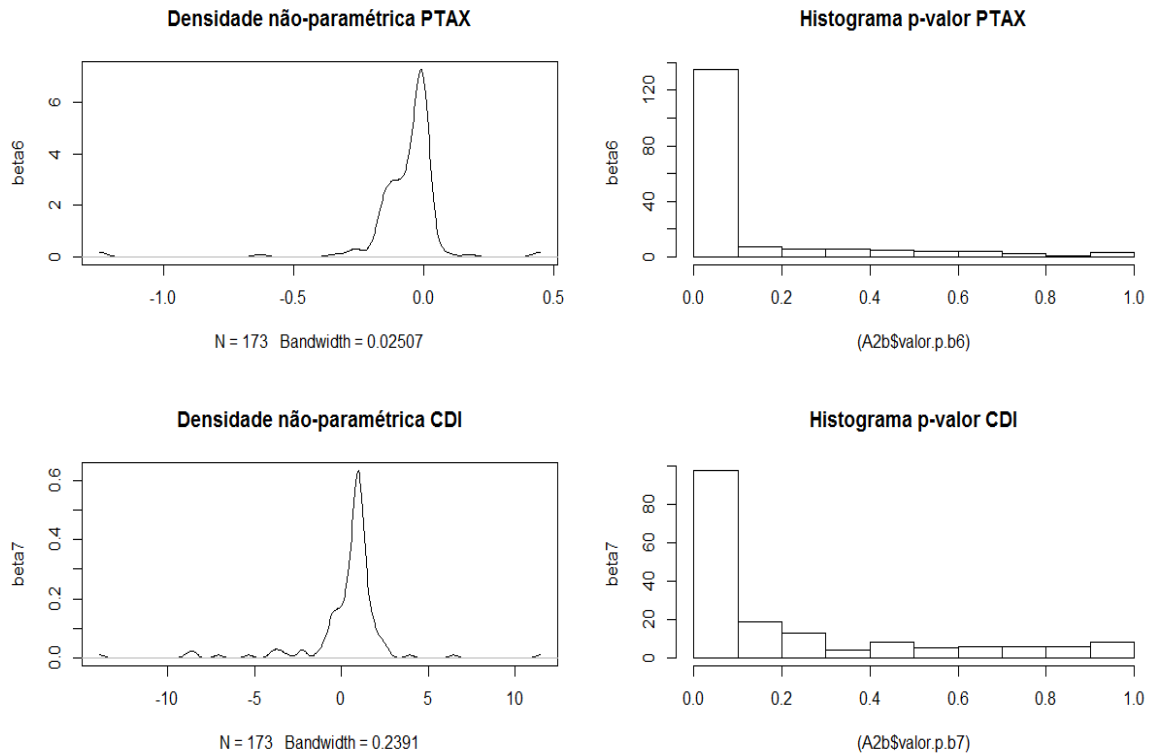 Densidade não-paramétrica PTAX
beta6
0 2 4 6
-1.0 -0.5 0.0 0.5
N = 173 Bandwidth = 0.02507
Histograma p-valor PTAX
beta6
0 40 80 120
0.0 0.2 0.4 0.6 0.8 1.0
(A2b$valor.p.b6)
Densidade não-paramétrica CDI
beta7
0.0 0.2 0.4 0.6
-10 -5 0 5 10
N = 173 Bandwidth = 0.2391
Histograma p-valor CDI
beta7
0 20 40 60 80
0.0 0.2 0.4 0.6 0.8 1.0
(A2b$valor.p.b7)